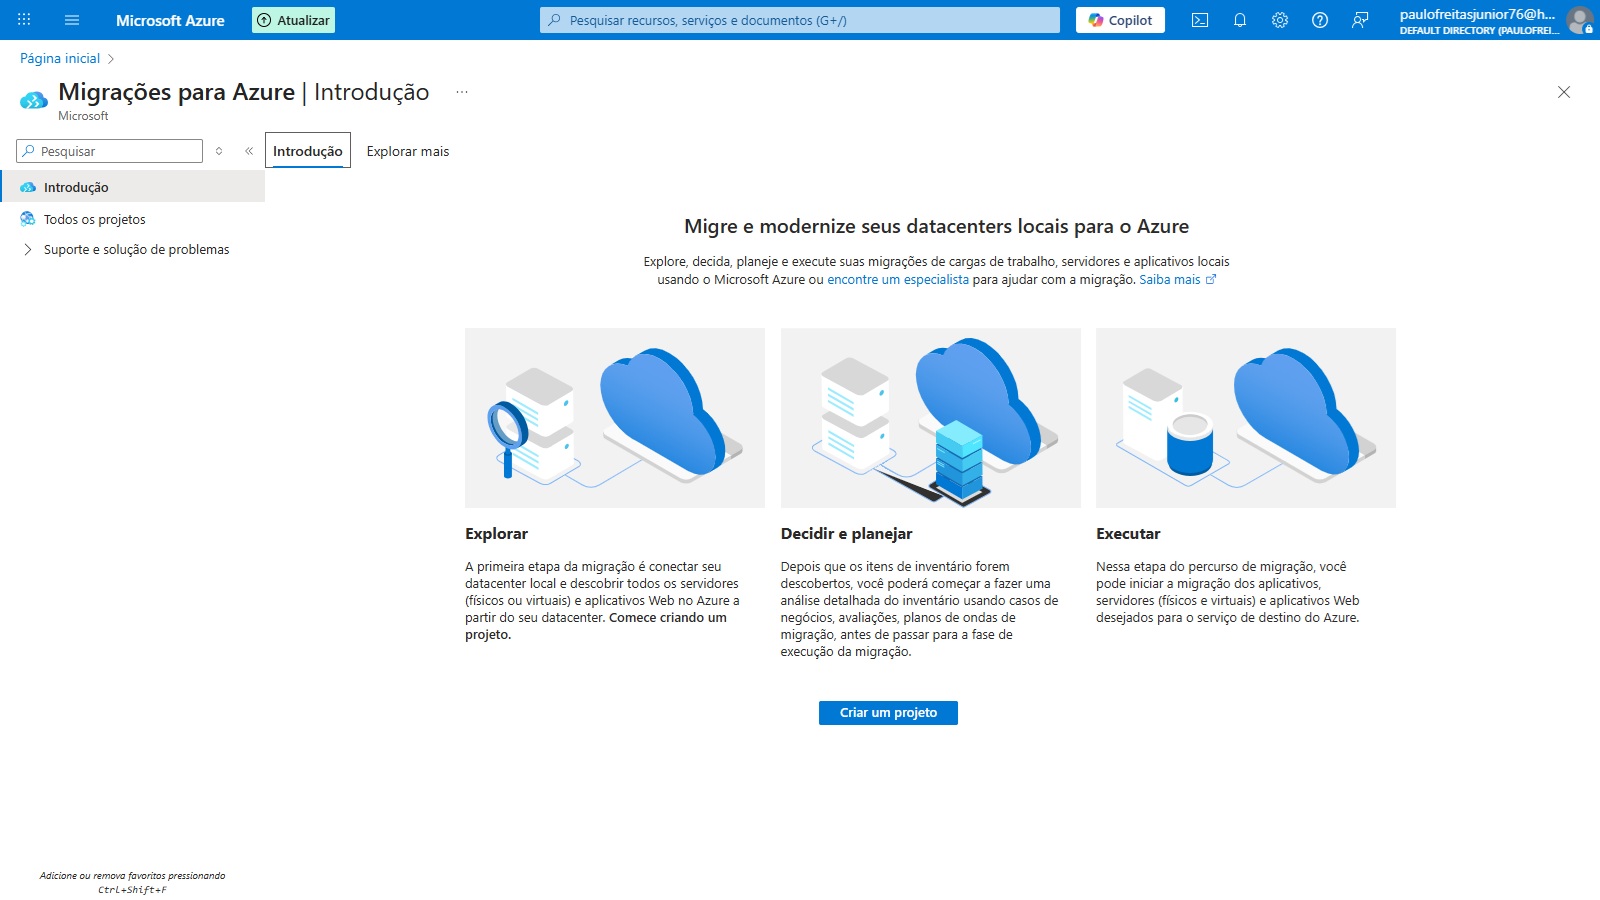 Microsoft Azure
Atualizar
Pesquisar recursos, serviços e documentos (G+/)
Copilot
paulofreitasjunior76@h...
DEFAULT DIRECTORY (PAULOFREI...
Página inicial
Migrações para Azure | Introdução
...
Microsoft
Pesquisar
Introdução
Explorar mais
Introdução
Todos os projetos
Suporte e solução de problemas
Migre e modernize seus datacenters locais para o Azure
Explore, decida, planeje e execute suas migrações de cargas de trabalho, servidores e aplicativos locais
usando o Microsoft Azure ou encontre um especialista para ajudar com a migração. Saiba mais
Explorar
A primeira etapa da migração é conectar seu
datacenter local e descobrir todos os servidores
(físicos ou virtuais) e aplicativos Web no Azure a
partir do seu datacenter. Comece criando um
projeto.
Decidir e planejar
Depois que os itens de inventário forem
descobertos, você poderá começar a fazer uma
análise detalhada do inventário usando casos de
negócios, avaliações, planos de ondas de
migração, antes de passar para a fase de
execução da migração.
Executar
Nessa etapa do percurso de migração, você
pode iniciar a migração dos aplicativos,
servidores (físicos e virtuais) e aplicativos Web
desejados para o serviço de destino do Azure.
Criar um projeto
Adicione ou remova favoritos pressionando
Ctrl+Shift+F